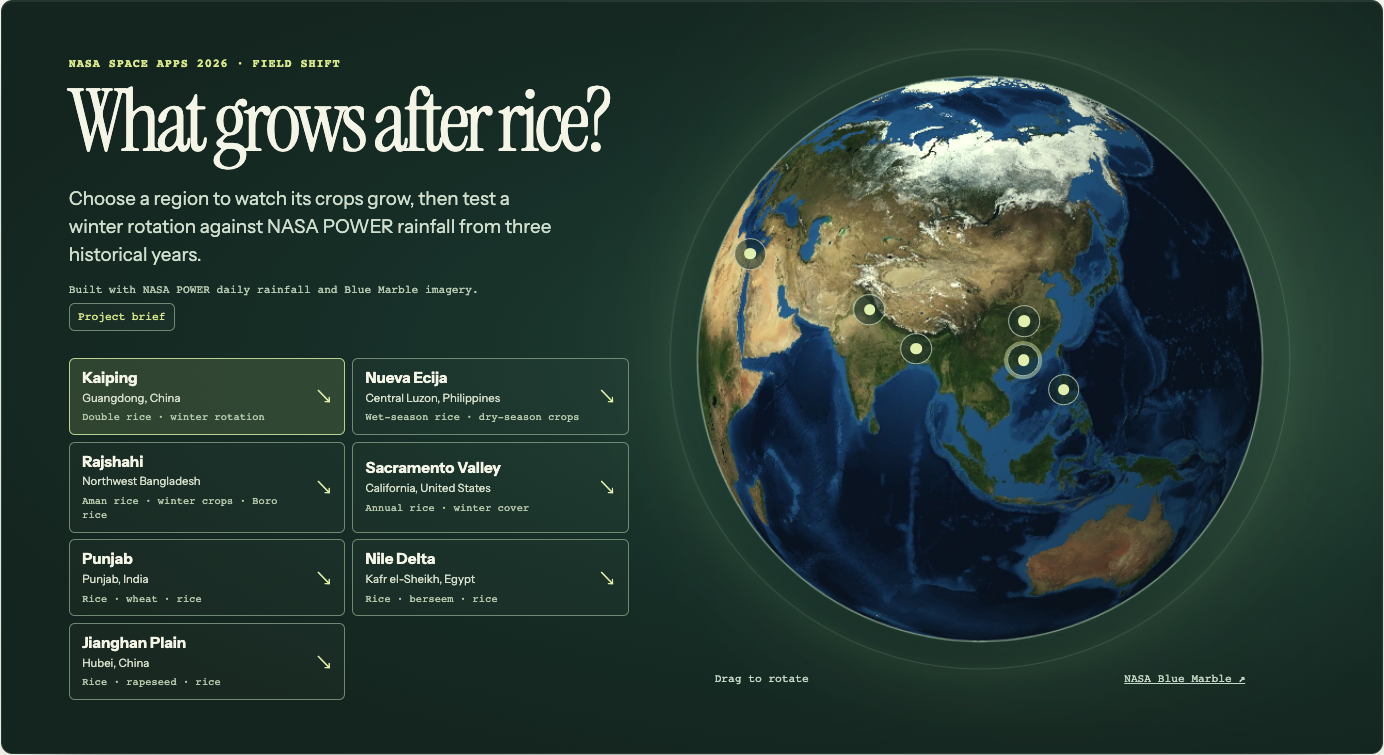 NASA SPACE APPS 2026 · FIELD SHIFT
What grows after rice?
Choose a region to watch its crops grow, then test a
winter rotation against NASA POWER rainfall from three
historical years.
Built with NASA POWER daily rainfall and Blue Marble imagery.
Project brief
Kaiping
Guangdong, China
Double rice · winter rotation
↘
Nueva Ecija
Central Luzon, Philippines
Wet-season rice · dry-season crops
↘
Rajshahi
Northwest Bangladesh
Aman rice · winter crops · Boro
rice
↘
Sacramento Valley
California, United States
Annual rice · winter cover
↘
Punjab
Punjab, India
Rice · wheat · rice
↘
Nile Delta
Kafr el-Sheikh, Egypt
Rice · berseem · rice
↘
Jianghan Plain
Hubei, China
Rice · rapeseed · rice
↘
Drag to rotate
NASA Blue Marble ↗